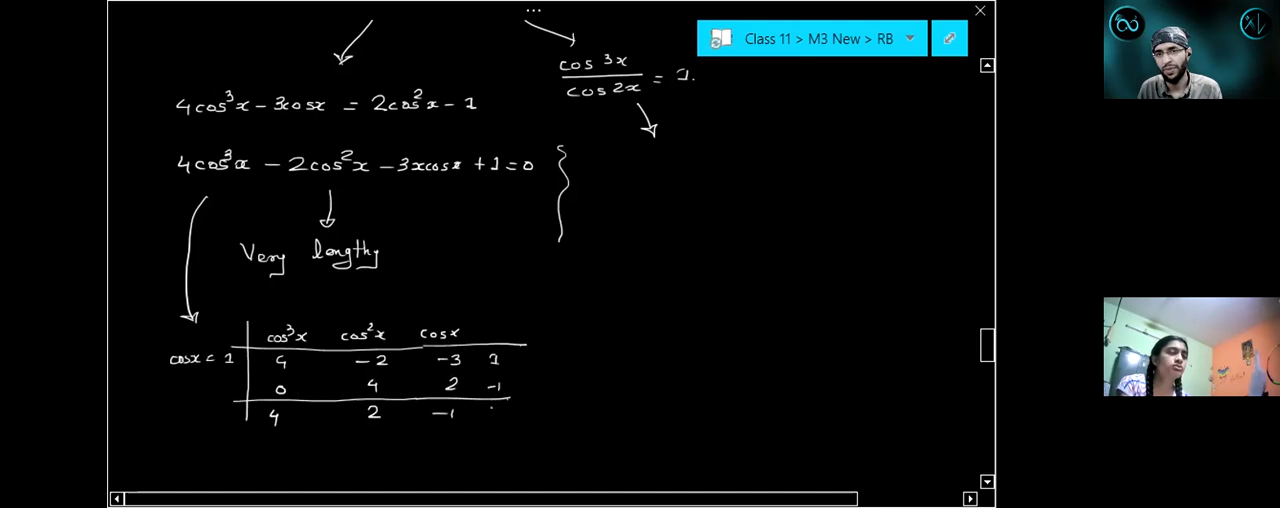 ...
Class 11 > M3 New > RB
cos 3x
cos 2x = 1.
4cos³x - 3cosx = 2cos²x - 1
4cos³x - 2cos²x - 3xcosx + 1 = 0
Very lengthy
cos³x cos²x cosx
cosx = 1 4 -2 -3 1
0 4 2 -1
4 2 -1